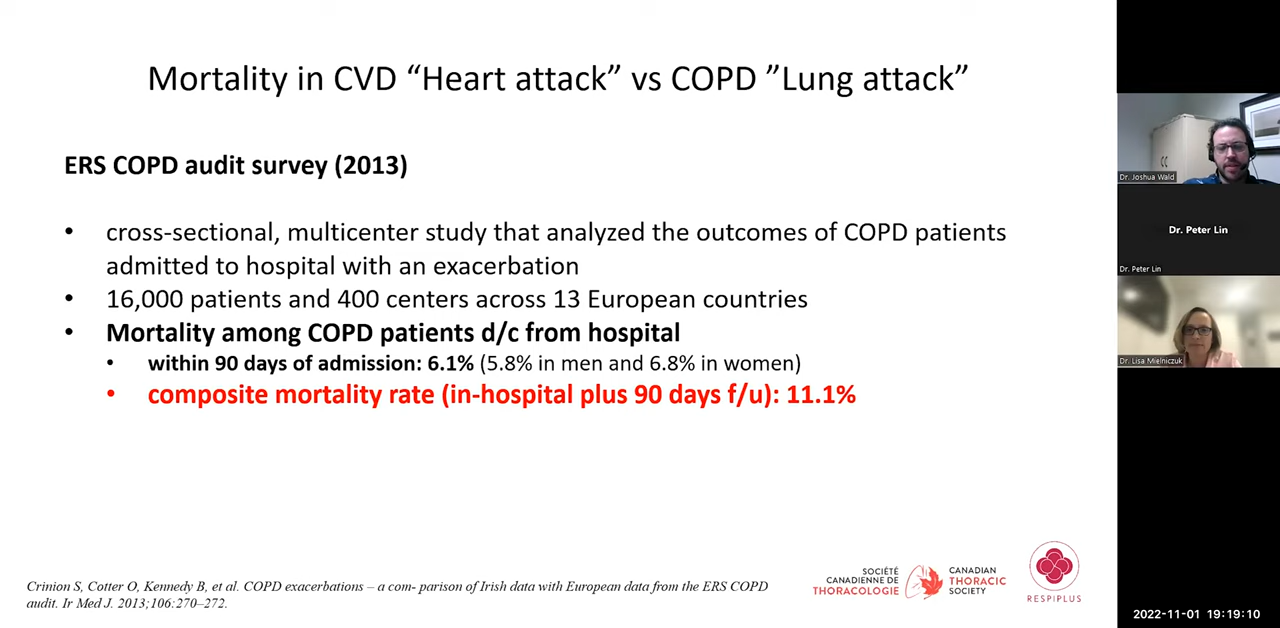 Mortality in CVD “Heart attack” vs COPD ”Lung attack”
ERS COPD audit survey (2013)
• cross-sectional, multicenter study that analyzed the outcomes of COPD patients
admitted to hospital with an exacerbation
• 16,000 patients and 400 centers across 13 European countries
• Mortality among COPD patients d/c from hospital
• within 90 days of admission: 6.1% (5.8% in men and 6.8% in women)
• composite mortality rate (in-hospital plus 90 days f/u): 11.1%
Crinion S, Cotter O, Kennedy B, et al. COPD exacerbations – a com- parison of Irish data with European data from the ERS COPD
audit. Ir Med J. 2013;106:270–272.
SOCIÉTÉ
CANADIENNE DE
THORACOLOGIE
CANADIAN
THORACIC
SOCIETY
RESPIPLUS
Dr. Joshua Wald
Dr. Peter Lin
Dr. Peter Lin
Dr. Lisa Mielniczuk
2022-11-01 19:19:10